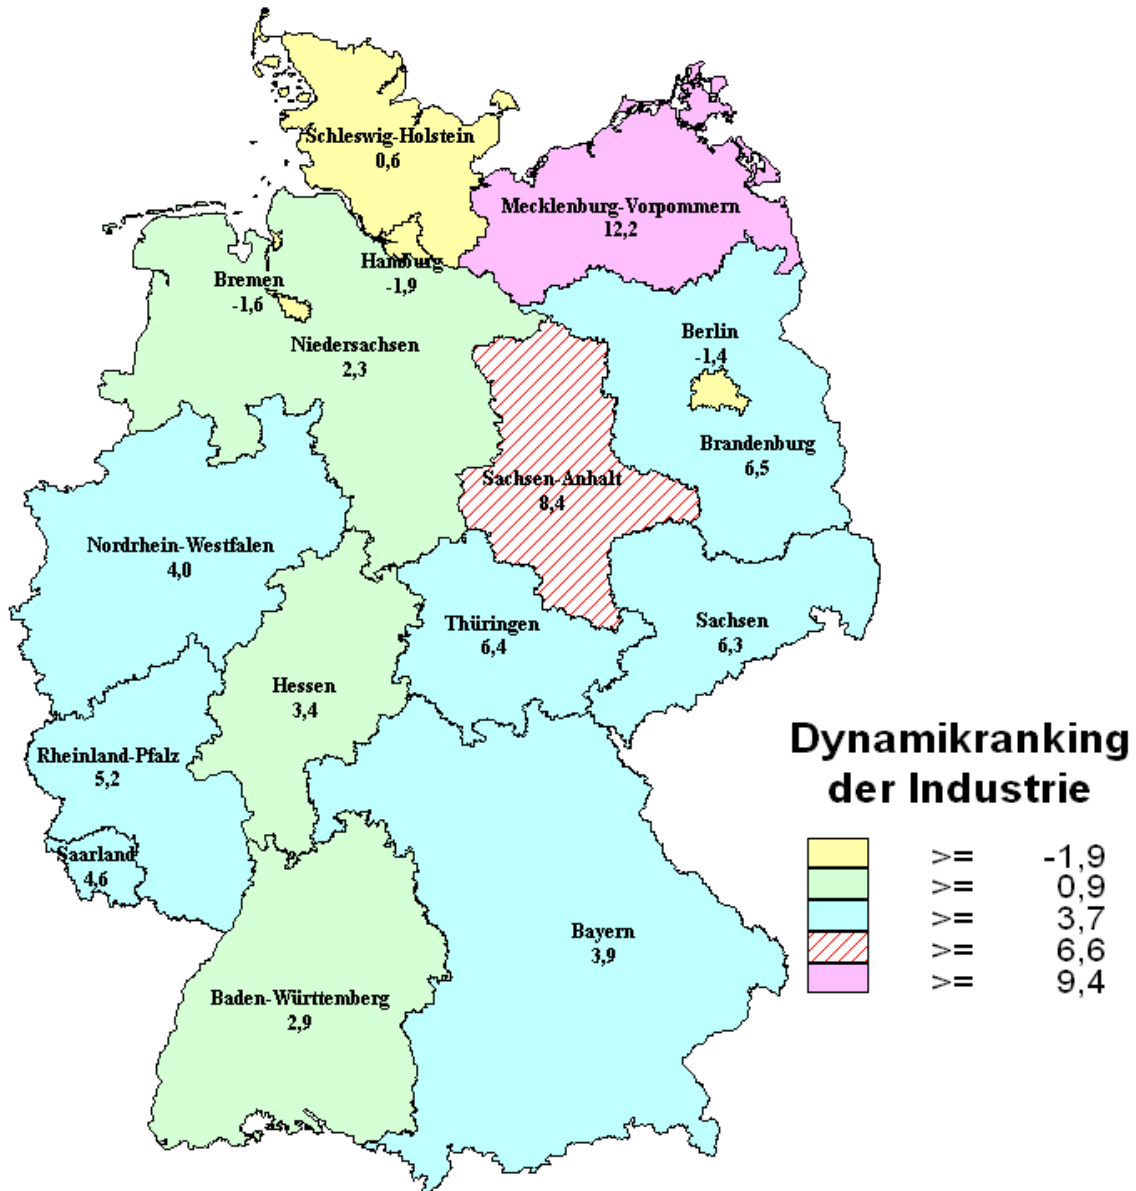 Schleswig-Holstein
0,6
Mecklenburg-Vorpommern
12,2
Hamburg
-1,9
Bremen
-1,6
Niedersachsen
2,3
Berlin
-1,4
Brandenburg
6,5
Sachsen-Anhalt
8,4
Nordrhein-Westfalen
4,0
Thüringen
6,4
Sachsen
6,3
Hessen
3,4
Rheinland-Pfalz
5,2
Saarland
4,6
Bayern
3,9
Baden-Württemberg
2,9
Dynamikranking
der Industrie
>= -1,9
>= 0,9
>= 3,7
>= 6,6
>= 9,4